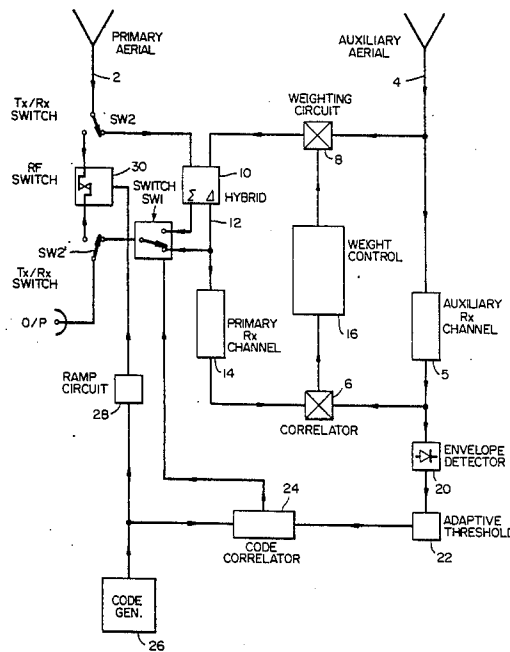 PRIMARY
AERIAL
2
AUXILIARY
AERIAL
4
Tx/Rx
SWITCH
SW2
WEIGHTING
CIRCUIT
8
30
RF
SWITCH
SWITCH
SW1
Σ Δ
10
HYBRID
12
SW2'
Tx/Rx
SWITCH
O/P
WEIGHT
CONTROL
16
PRIMARY
Rx
CHANNEL
14
AUXILIARY
Rx
CHANNEL
5
RAMP
CIRCUIT
28
6
CORRELATOR
ENVELOPE
DETECTOR
20
24
CODE
CORRELATOR
ADAPTIVE
THRESHOLD
22
CODE
GEN.
26